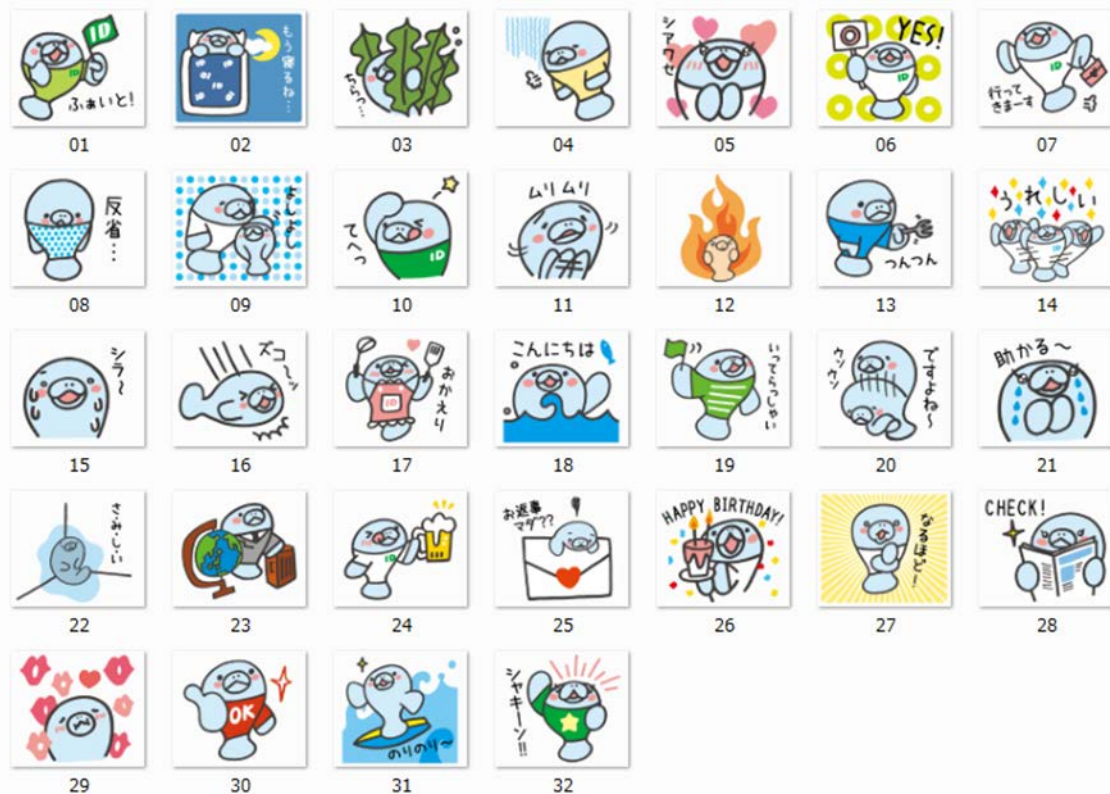 ID
ID
ふぁいと!
01
もう寝るね…
02
ちらっ…
03
04
シアワセ
05
YES!
ID
06
行って
きまーす
07
反省…
08
よしよし
09
てへっ
ID
10
ムリムリ
11
12
つんつん
13
うれしい
ID
14
シラ〜
15
ズコーッ
16
おかえり
ID
17
こんにちは
18
いってらっしゃい
19
ウンウン
ですよね〜
20
助かる〜
21
さ・み・し・い
22
23
ID
24
お返事
マダ??
25
HAPPY BIRTHDAY!
26
なるほどー!
27
CHECK!
28
29
OK
30
のりのり〜
31
シャキーン!!
32